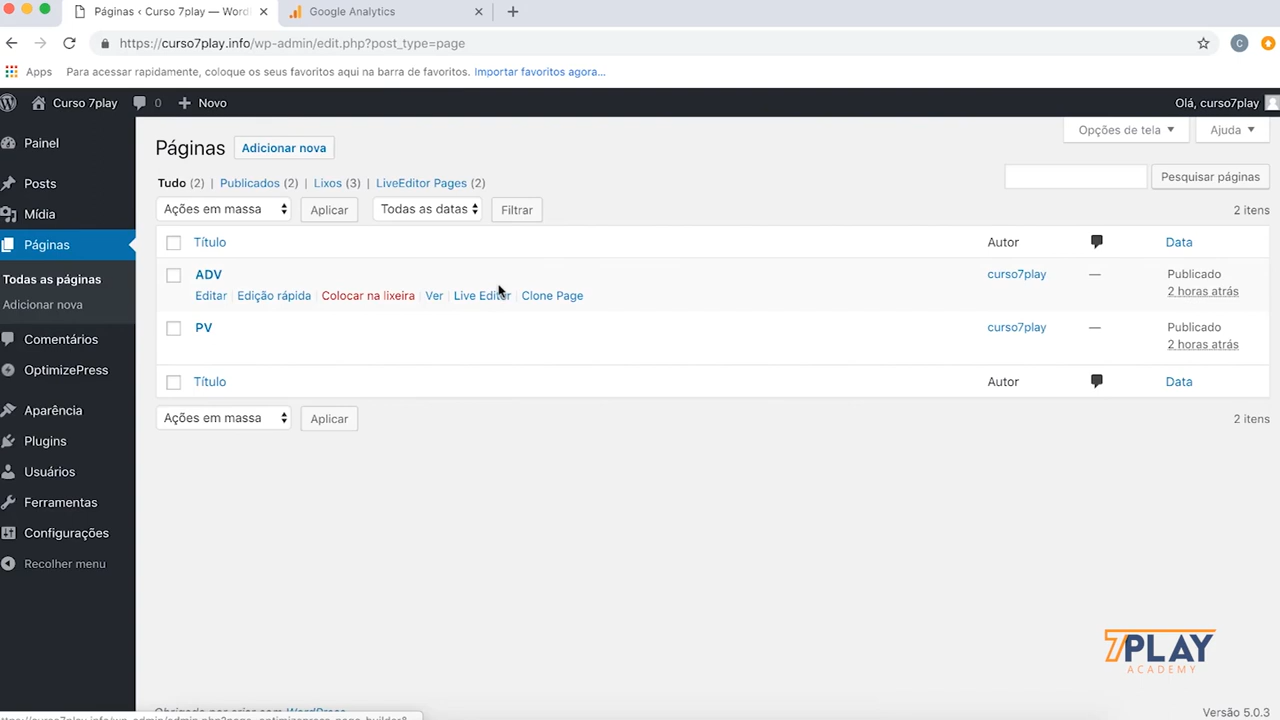 Páginas ‹ Curso 7play — Word
Google Analytics
https://curso7play.info/wp-admin/edit.php?post_type=page
C
Apps Para acessar rapidamente, coloque os seus favoritos aqui na barra de favoritos. Importar favoritos agora...
Curso 7play 0 Novo Olá, curso7play
Painel
Posts
Mídia
Páginas
Todas as páginas
Adicionar nova
Comentários
OptimizePress
Aparência
Plugins
Usuários
Ferramentas
Configurações
Recolher menu
Opções de tela Ajuda
Páginas Adicionar nova
Tudo (2) | Publicados (2) | Lixos (3) | LiveEditor Pages (2)
Pesquisar páginas
Ações em massa Aplicar Todas as datas Filtrar 2 itens
Título Autor Data
ADV curso7play — Publicado
Editar | Edição rápida | Colocar na lixeira | Ver | Live Editor | Clone Page 2 horas atrás
PV curso7play — Publicado
2 horas atrás
Título Autor Data
Ações em massa Aplicar 2 itens
7PLAY
ACADEMY
Versão 5.0.3